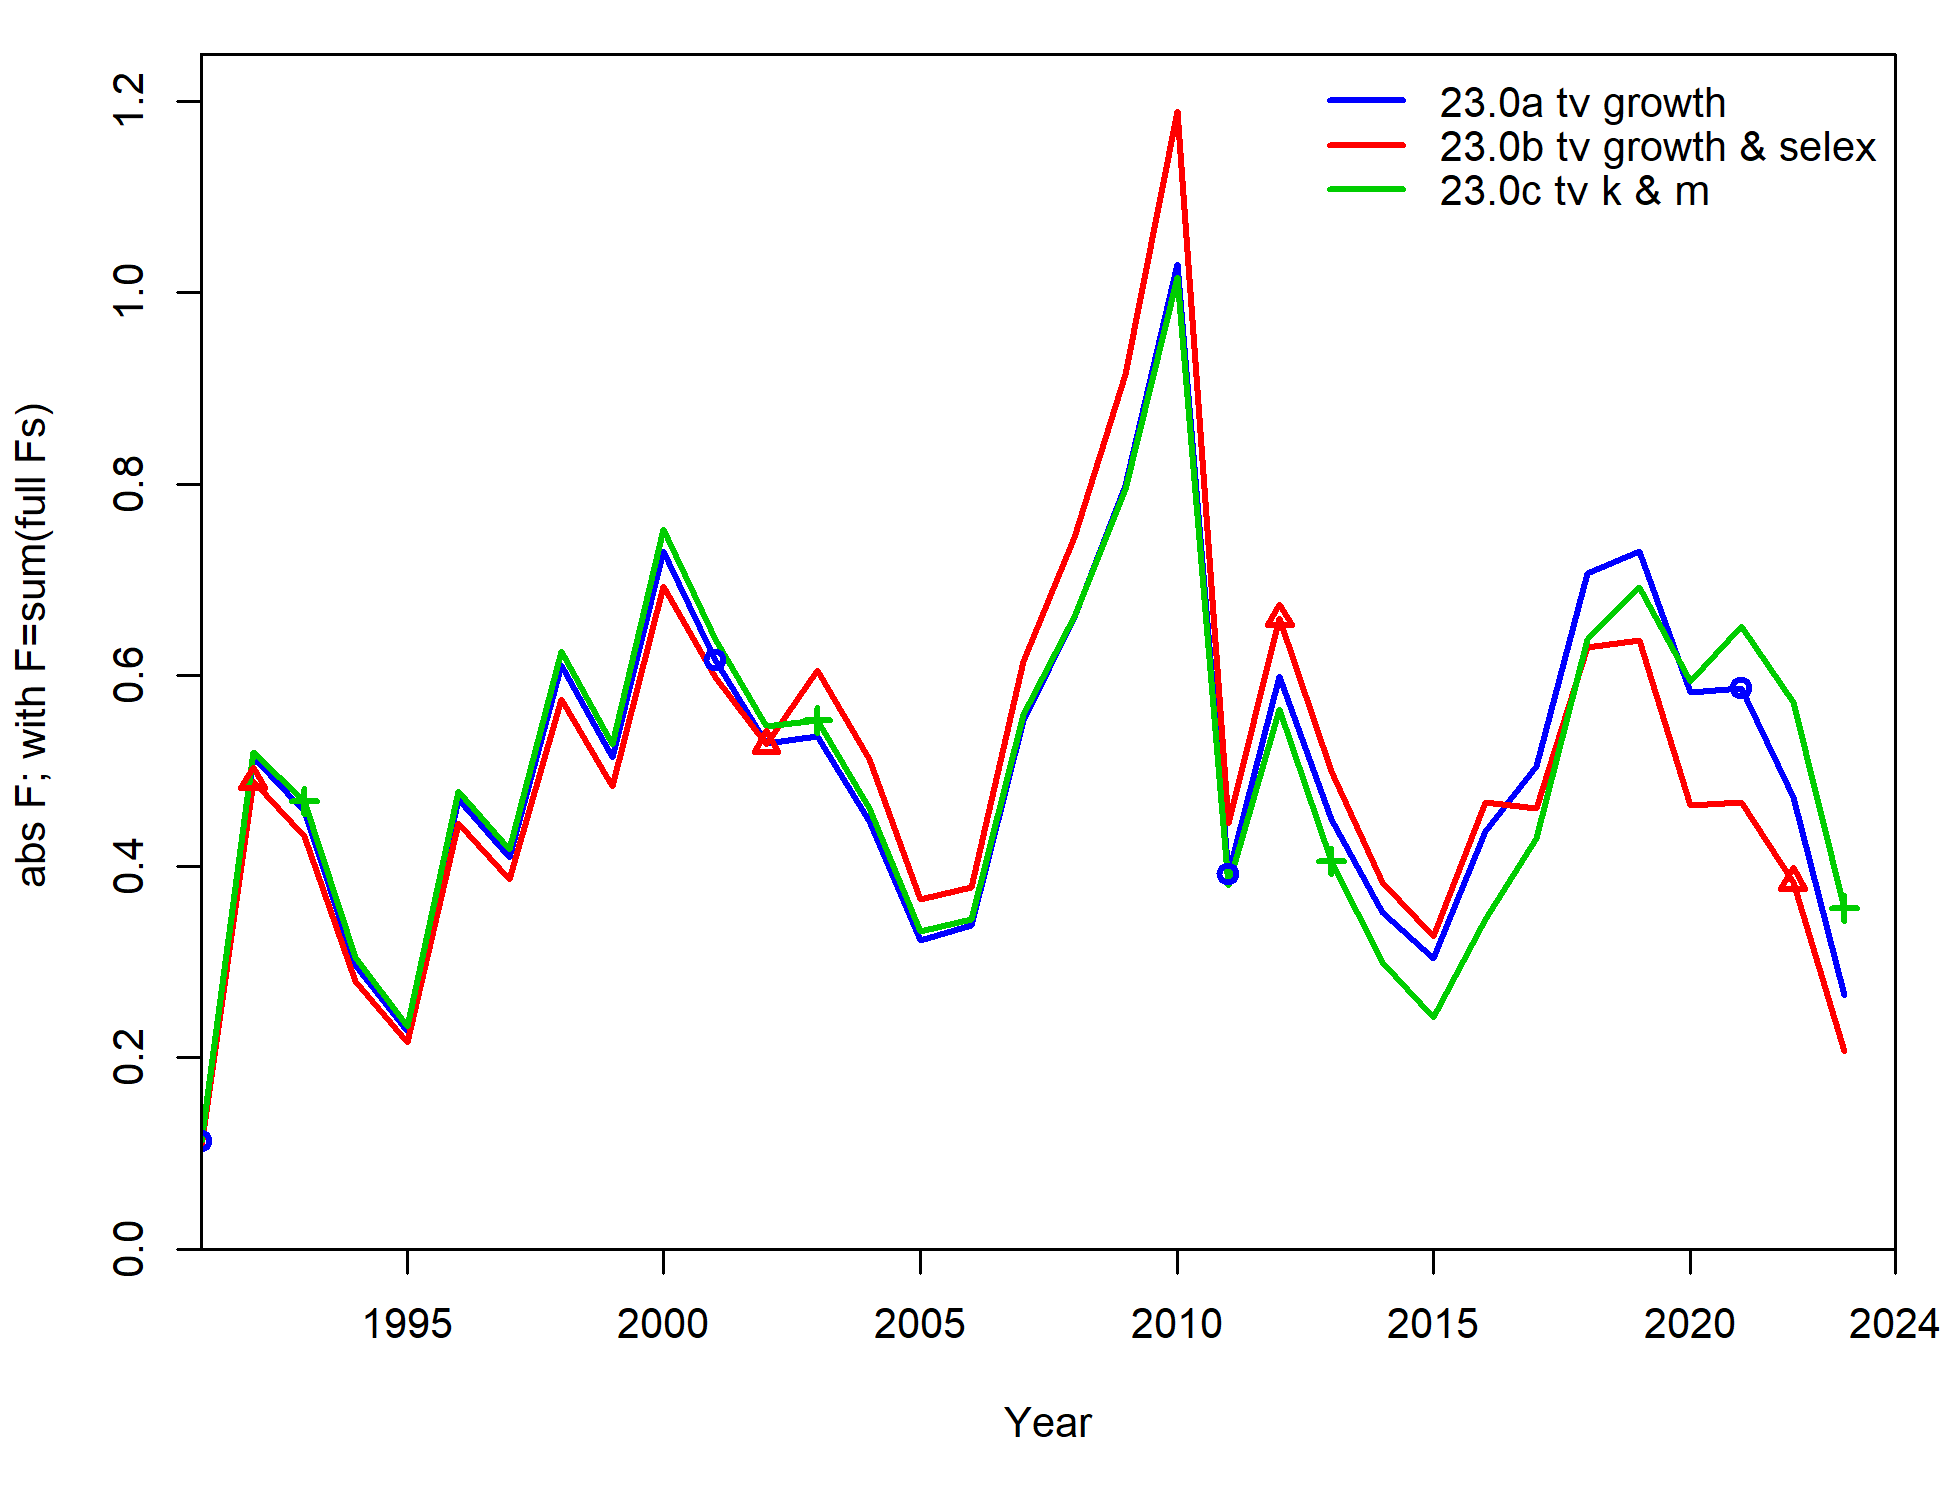 23.0a tv growth
23.0b tv growth & selex
23.0c tv k & m
abs F; with F=sum(full Fs)
1.2
1.0
0.8
0.6
0.4
0.2
0.0
1995 2000 2005 2010 2015 2020 2024
Year